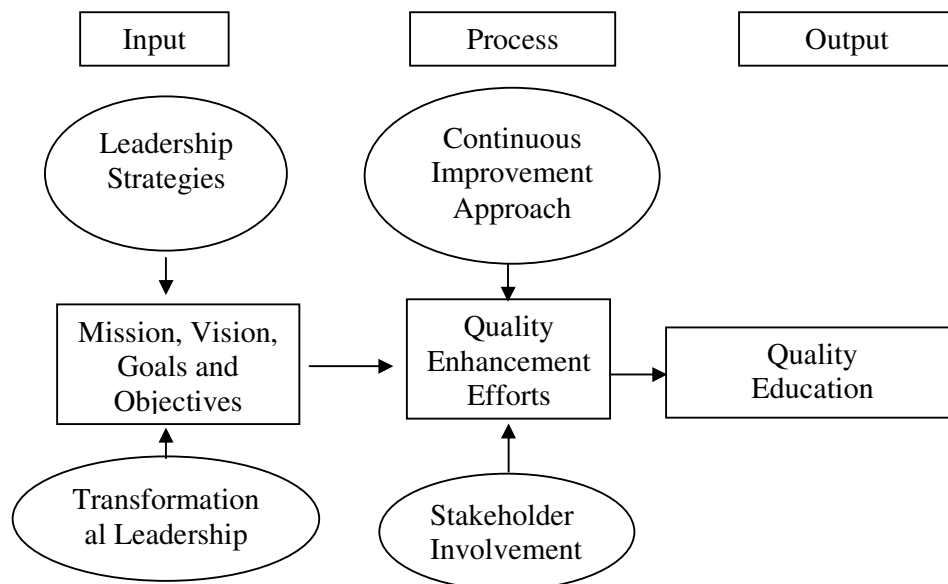 Input
Process
Output
Leadership
Strategies
Continuous
Improvement
Approach
Mission, Vision,
Goals and
Objectives
Quality
Enhancement
Efforts
Quality
Education
Transformation
al Leadership
Stakeholder
Involvement